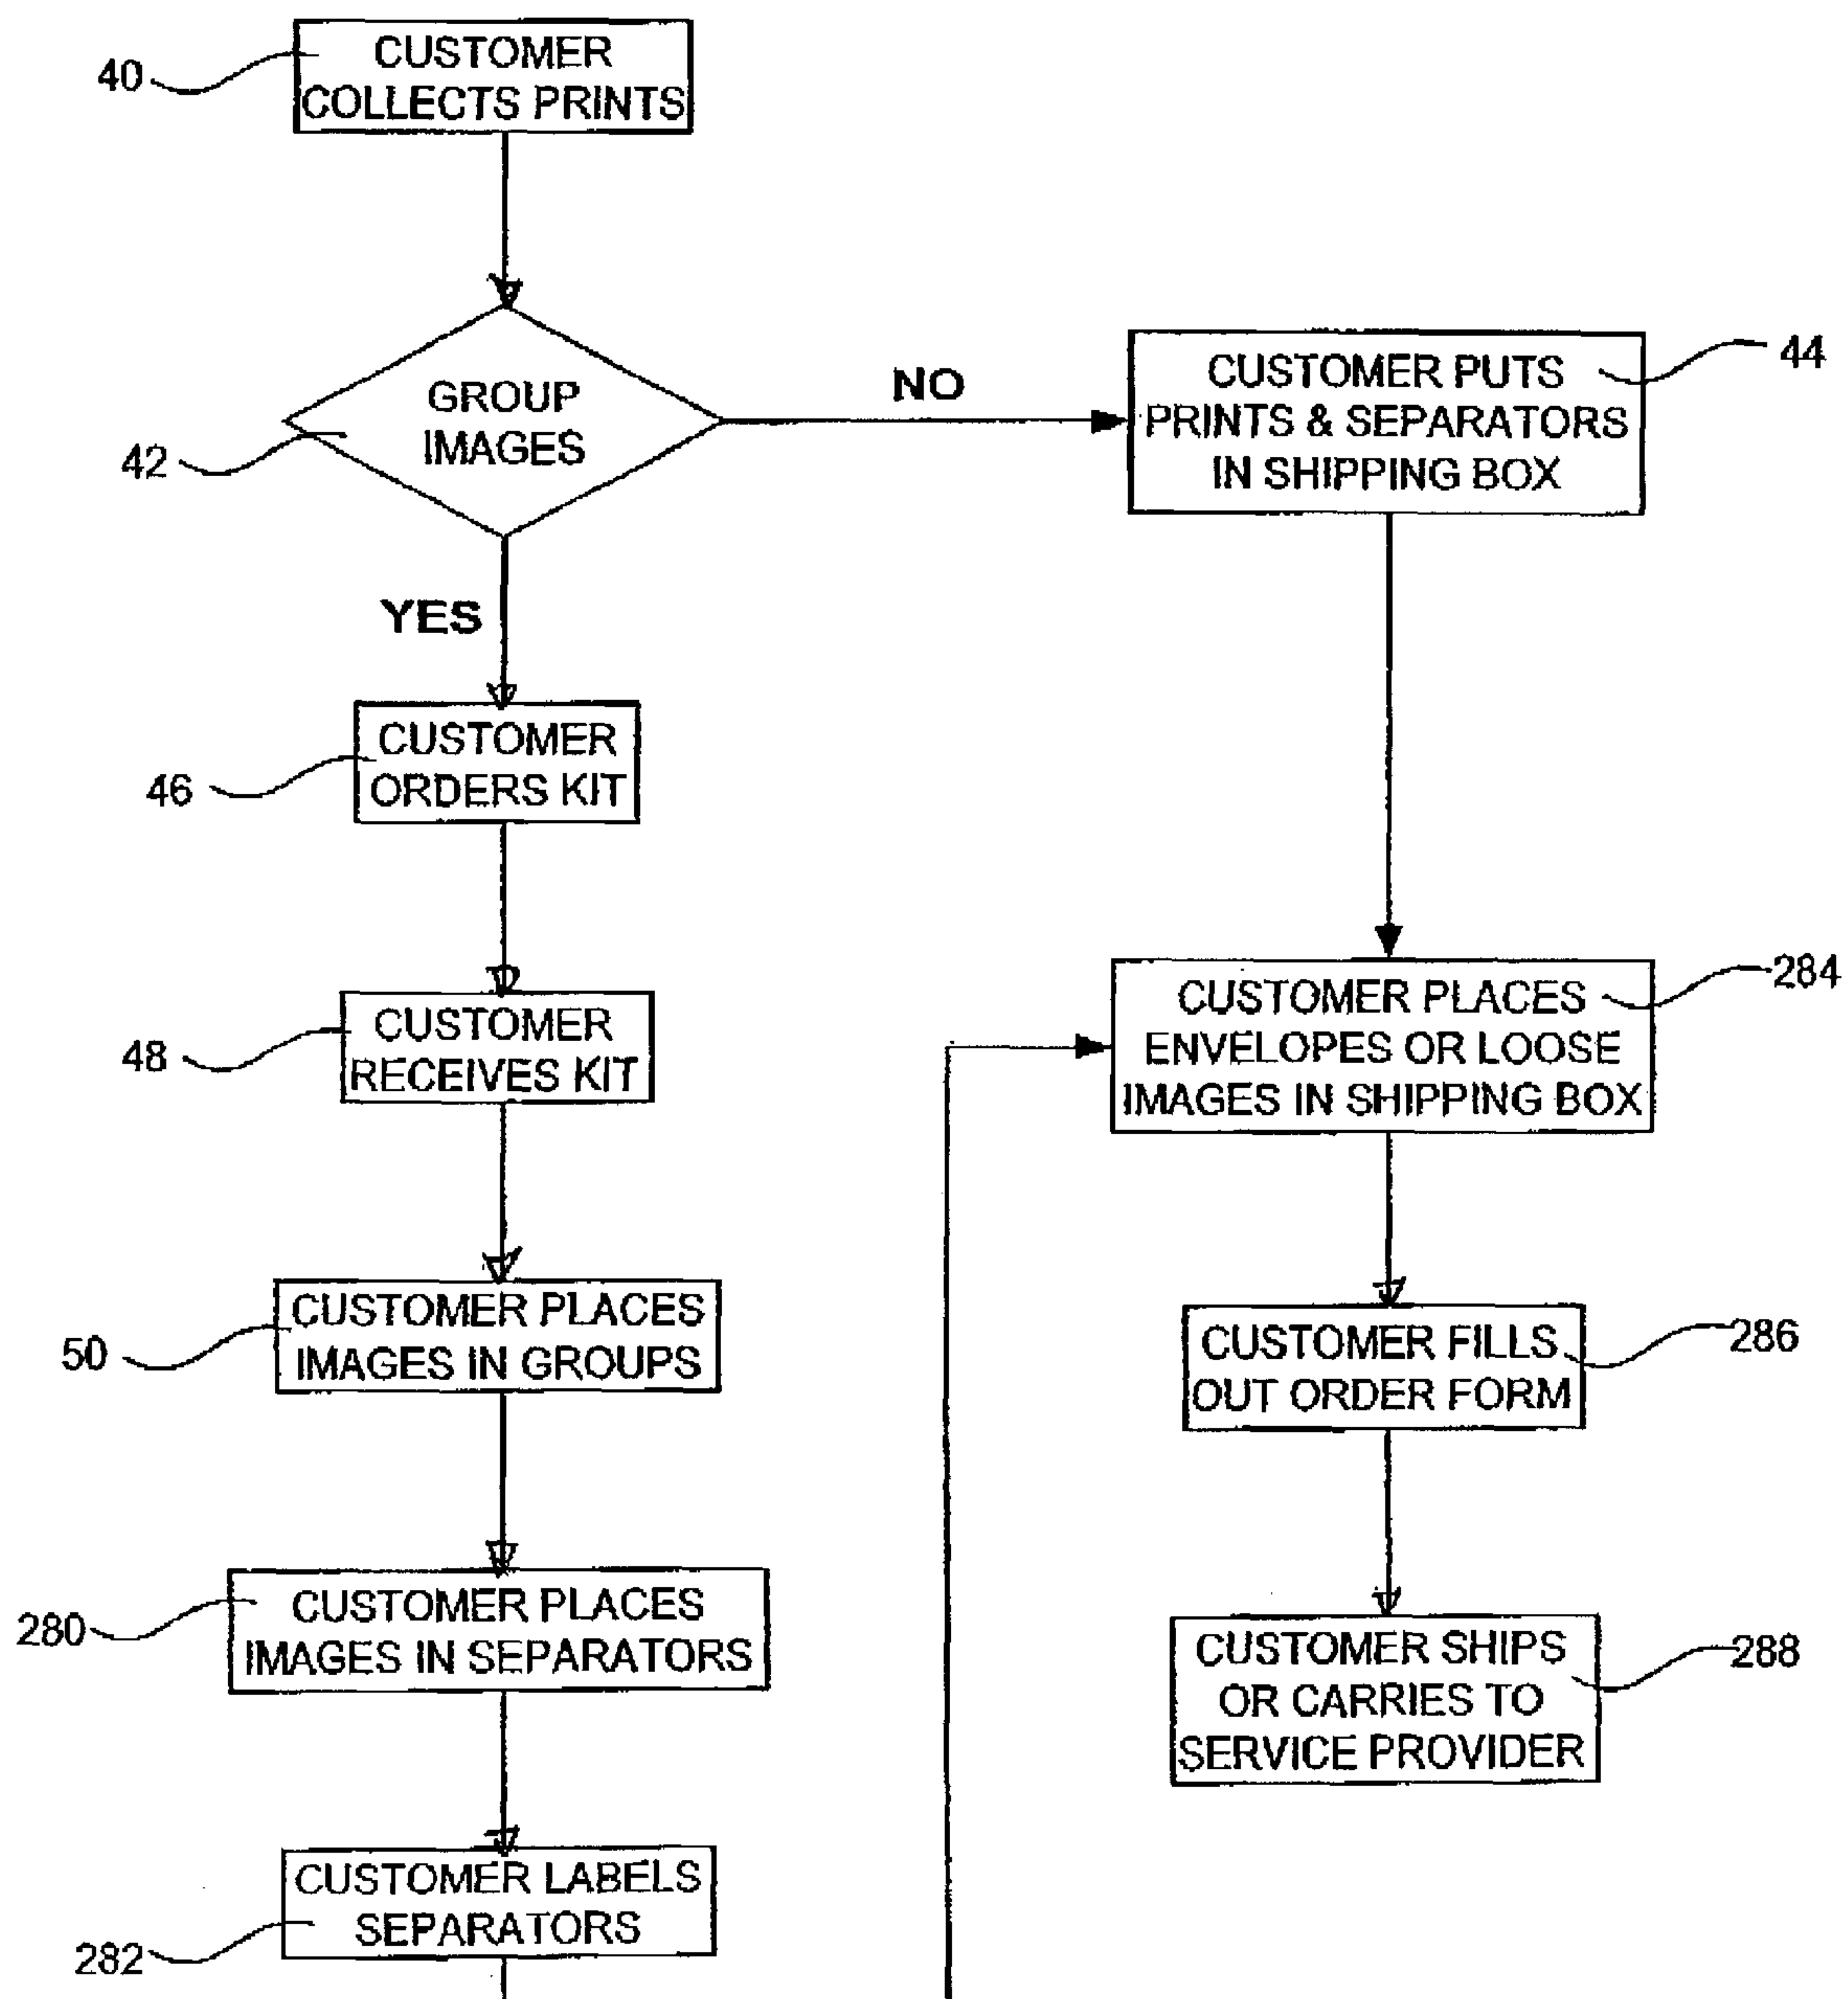 40
CUSTOMER
COLLECTS PRINTS
42
GROUP
IMAGES
NO
CUSTOMER PUTS
PRINTS & SEPARATORS
IN SHIPPING BOX
44
YES
46
CUSTOMER
ORDERS KIT
48
CUSTOMER
RECEIVES KIT
50
CUSTOMER PLACES
IMAGES IN GROUPS
280
CUSTOMER PLACES
IMAGES IN SEPARATORS
282
CUSTOMER LABELS
SEPARATORS
CUSTOMER PLACES
ENVELOPES OR LOOSE
IMAGES IN SHIPPING BOX
284
CUSTOMER FILLS
OUT ORDER FORM
286
CUSTOMER SHIPS
OR CARRIES TO
SERVICE PROVIDER
288